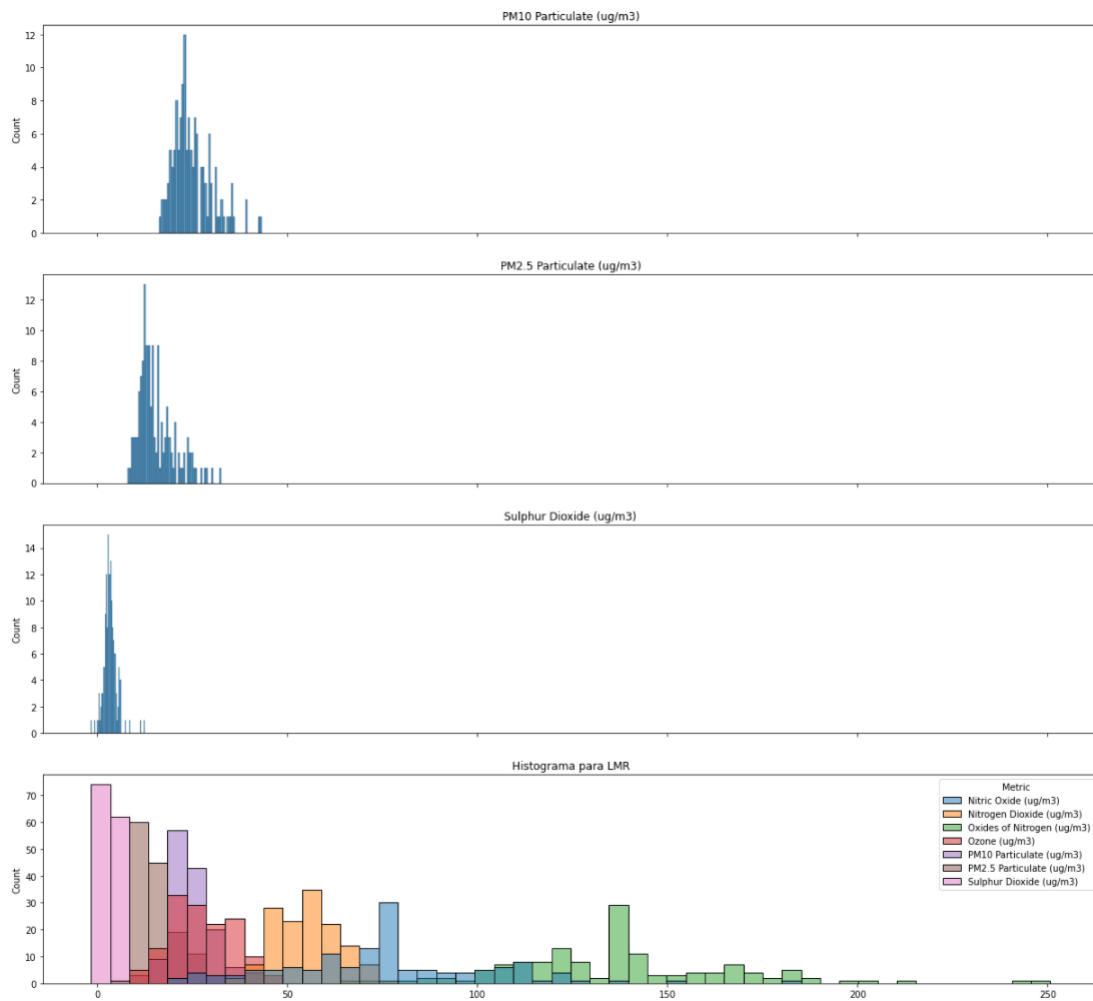 PM10 Particulate (ug/m3)
12
10
8
6
4
2
0
Count
PM2.5 Particulate (ug/m3)
12
10
8
6
4
2
0
Count
Sulphur Dioxide (ug/m3)
14
12
10
8
6
4
2
0
Count
Histograma para LMR
70
60
50
40
30
20
10
0
Count
Metric
Nitric Oxide (ug/m3)
Nitrogen Dioxide (ug/m3)
Oxides of Nitrogen (ug/m3)
Ozone (ug/m3)
PM10 Particulate (ug/m3)
PM2.5 Particulate (ug/m3)
Sulphur Dioxide (ug/m3)
0 50 100 150 200 250